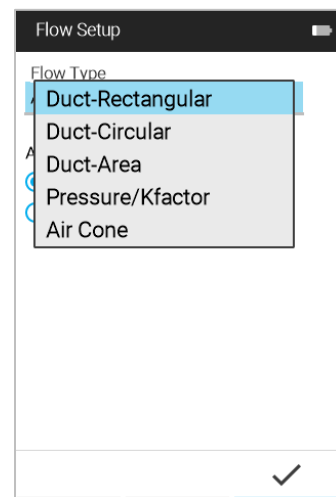 Flow Setup
Flow Type
Duct-Rectangular
Duct-Circular
Duct-Area
Pressure/Kfactor
Air Cone